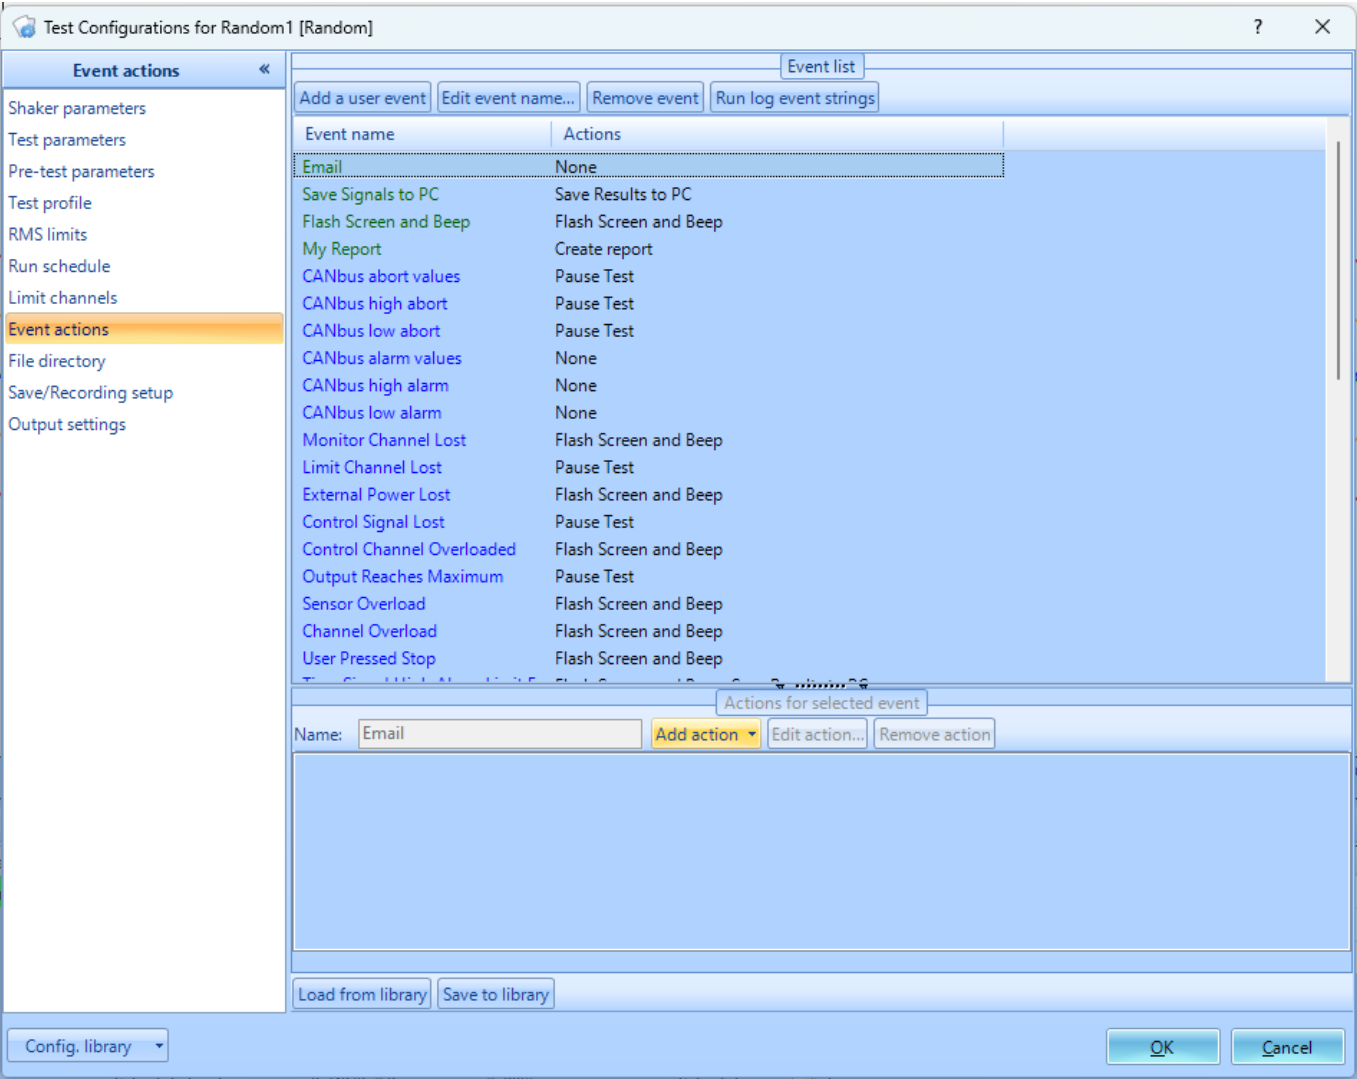 Test Configurations for Random1 [Random]
?
Event actions «
Shaker parameters
Test parameters
Pre-test parameters
Test profile
RMS limits
Run schedule
Limit channels
Event actions
File directory
Save/Recording setup
Output settings
Event list
Add a user event Edit event name... Remove event Run log event strings
Event name Actions
Email None
Save Signals to PC Save Results to PC
Flash Screen and Beep Flash Screen and Beep
My Report Create report
CANbus abort values Pause Test
CANbus high abort Pause Test
CANbus low abort Pause Test
CANbus alarm values None
CANbus high alarm None
CANbus low alarm None
Monitor Channel Lost Flash Screen and Beep
Limit Channel Lost Pause Test
External Power Lost Flash Screen and Beep
Control Signal Lost Pause Test
Control Channel Overloaded Flash Screen and Beep
Output Reaches Maximum Pause Test
Sensor Overload Flash Screen and Beep
Channel Overload Flash Screen and Beep
User Pressed Stop Flash Screen and Beep
Actions for selected event
Name: Email Add action Edit action... Remove action
Load from library Save to library
Config. library
OK Cancel